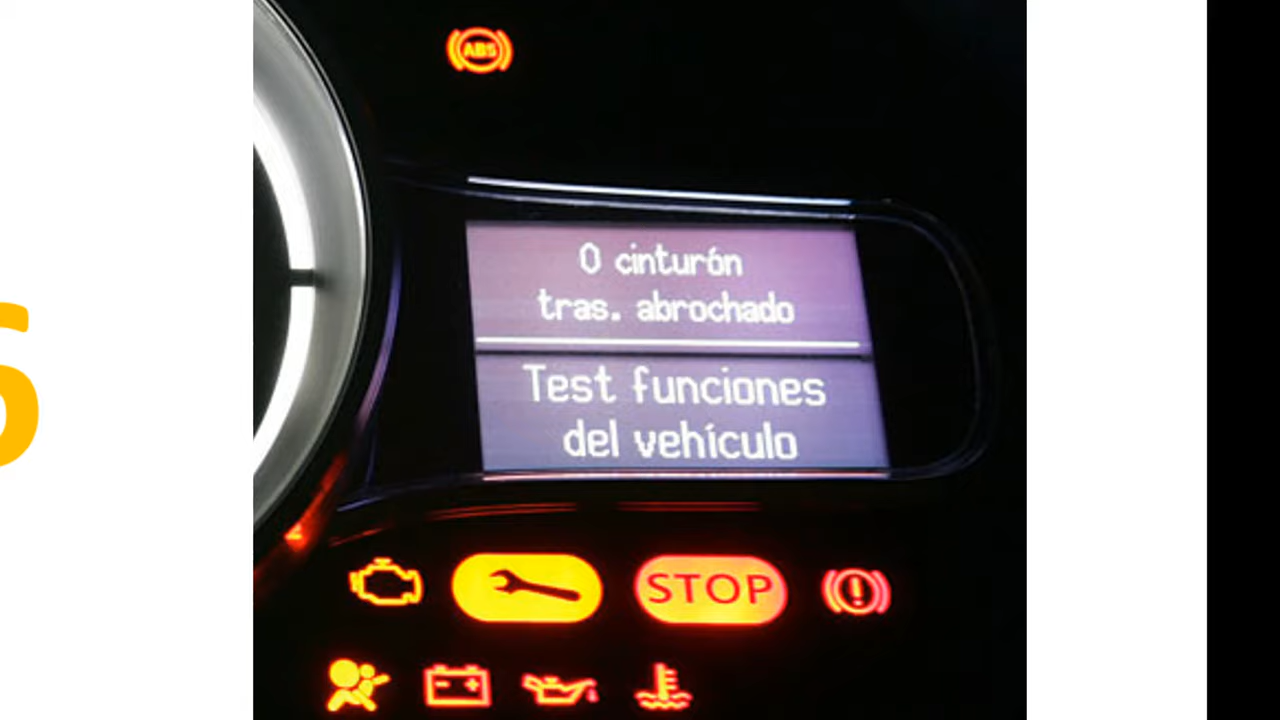 ABS
0 cinturón
tras. abrochado
Test funciones
del vehículo
STOP